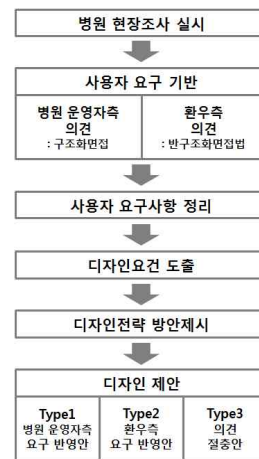 병원 현장조사 실시
사용자 요구 기반
병원 운영자측
의견
: 구조화면접
환우측
의견
: 반구조화면접법
사용자 요구사항 정리
디자인요건 도출
디자인전략 방안제시
디자인 제안
Type1
병원 운영자측
요구 반영안
Type2
환우측
요구 반영안
Type3
의견
절중안